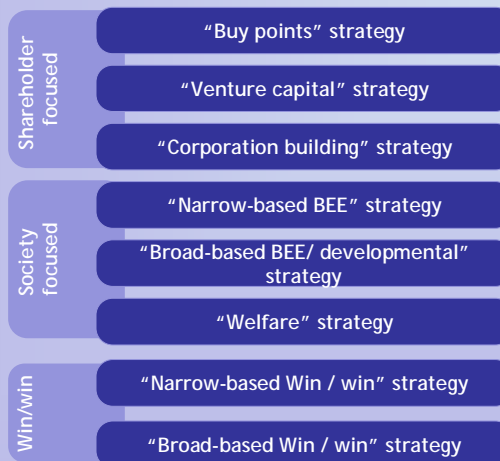 Shareholder
focused
“Buy points” strategy
“Venture capital” strategy
“Corporation building” strategy
Society
focused
“Narrow-based BEE” strategy
“Broad-based BEE/ developmental”
strategy
“Welfare” strategy
Win/win
“Narrow-based Win / win” strategy
“Broad-based Win / win” strategy